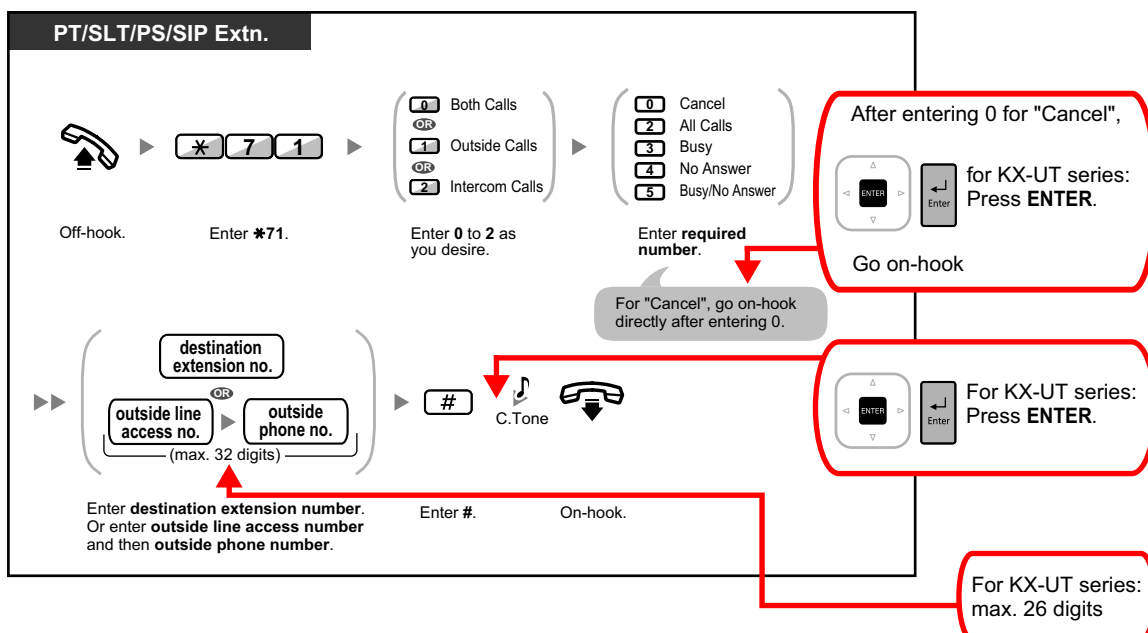 PT/SLT/PS/SIP Extn.
0 Both Calls
OR
1 Outside Calls
OR
2 Intercom Calls
0 Cancel
2 All Calls
3 Busy
4 No Answer
5 Busy/No Answer
✱ 7 1
Off-hook.
Enter ✱71.
Enter 0 to 2 as
you desire.
Enter required
number.
For "Cancel", go on-hook
directly after entering 0.
After entering 0 for "Cancel",
ENTER
Enter
for KX-UT series:
Press ENTER.
Go on-hook
destination
extension no.
OR
outside line
access no.
outside
phone no.
(max. 32 digits)
#
C.Tone
Enter destination extension number.
Or enter outside line access number
and then outside phone number.
Enter #.
On-hook.
ENTER
Enter
For KX-UT series:
Press ENTER.
For KX-UT series:
max. 26 digits